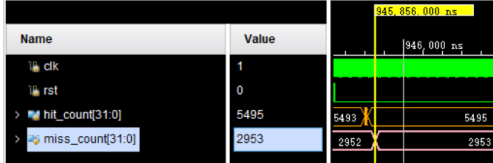 945,856.000 ns
Name Value
946,000 ns
clk 1
rst 0
hit_count[31:0] 5495 5493 5495
miss_count[31:0] 2953 2952 2953